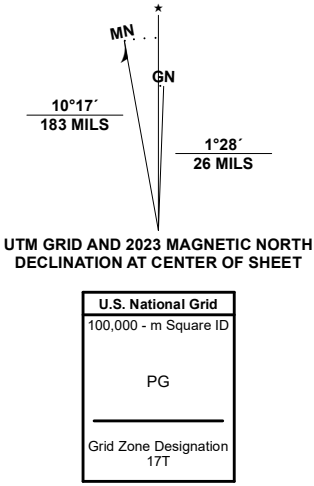 ★
MN
GN
10°17´
183 MILS
1°28´
26 MILS
UTM GRID AND 2023 MAGNETIC NORTH
DECLINATION AT CENTER OF SHEET
U.S. National Grid
100,000 - m Square ID
PG
Grid Zone Designation
17T